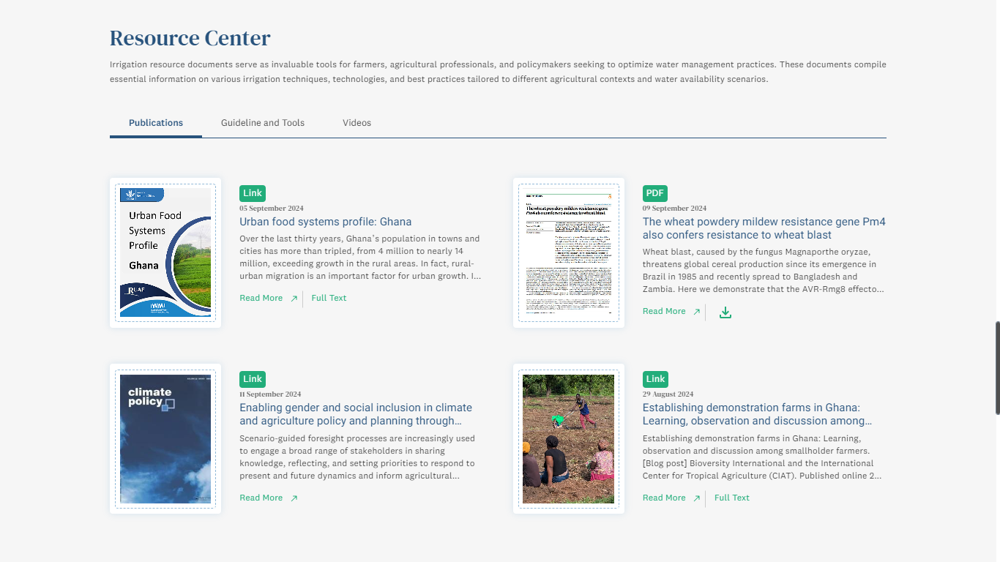 Resource Center
Irrigation resource documents serve as invaluable tools for farmers, agricultural professionals, and policymakers seeking to optimize water management practices. These documents compile
essential information on various irrigation techniques, technologies, and best practices tailored to different agricultural contexts and water availability scenarios.
Publications
Guideline and Tools
Videos
Urban Food
Systems
Profile
Ghana
RUAF
IWMI
Link
05 September 2024
Urban food systems profile: Ghana
Over the last thirty years, Ghana's population in towns and
cities has more than tripled, from 4 million to nearly 14
million, exceeding growth in the rural areas. In fact, rural-
urban migration is an important factor for urban growth. I...
Read More
Full Text
The wheat powdery mildew resistance gene
Pm4 also confers resistance to wheat blast
PDF
09 September 2024
The wheat powdery mildew resistance gene Pm4
also confers resistance to wheat blast
Wheat blast, caused by the fungus Magnaporthe oryzae,
threatens global cereal production since its emergence in
Brazil in 1985 and recently spread to Bangladesh and
Zambia. Here we demonstrate that the AVR-Rmg8 effecto...
Read More
climate
policy
Link
11 September 2024
Enabling gender and social inclusion in climate
and agriculture policy and planning through...
Scenario-guided foresight processes are increasingly used
to engage a broad range of stakeholders in sharing
knowledge, reflecting, and setting priorities to respond to
present and future dynamics and inform agricultural...
Read More
Link
29 August 2024
Establishing demonstration farms in Ghana:
Learning, observation and discussion among...
Establishing demonstration farms in Ghana: Learning,
observation and discussion among smallholder farmers.
[Blog post] Bioversity International and the International
Center for Tropical Agriculture (CIAT). Published online 2...
Read More
Full Text